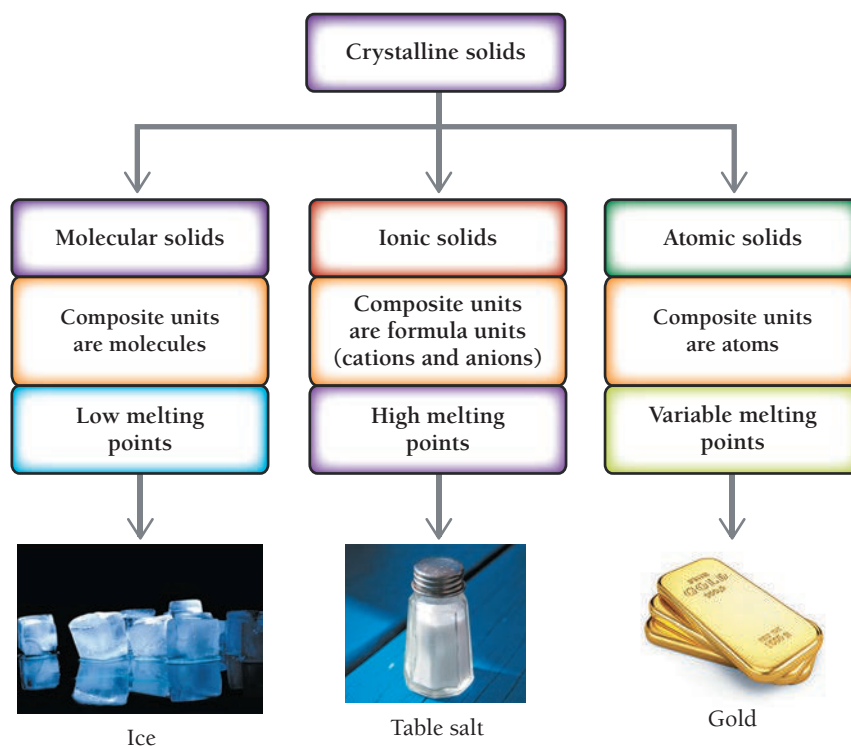 Crystalline solids
Molecular solids
Composite units
are molecules
Low melting
points
Ice
Ionic solids
Composite units
are formula units
(cations and anions)
High melting
points
Table salt
Atomic solids
Composite units
are atoms
Variable melting
points
GOLD
Gold